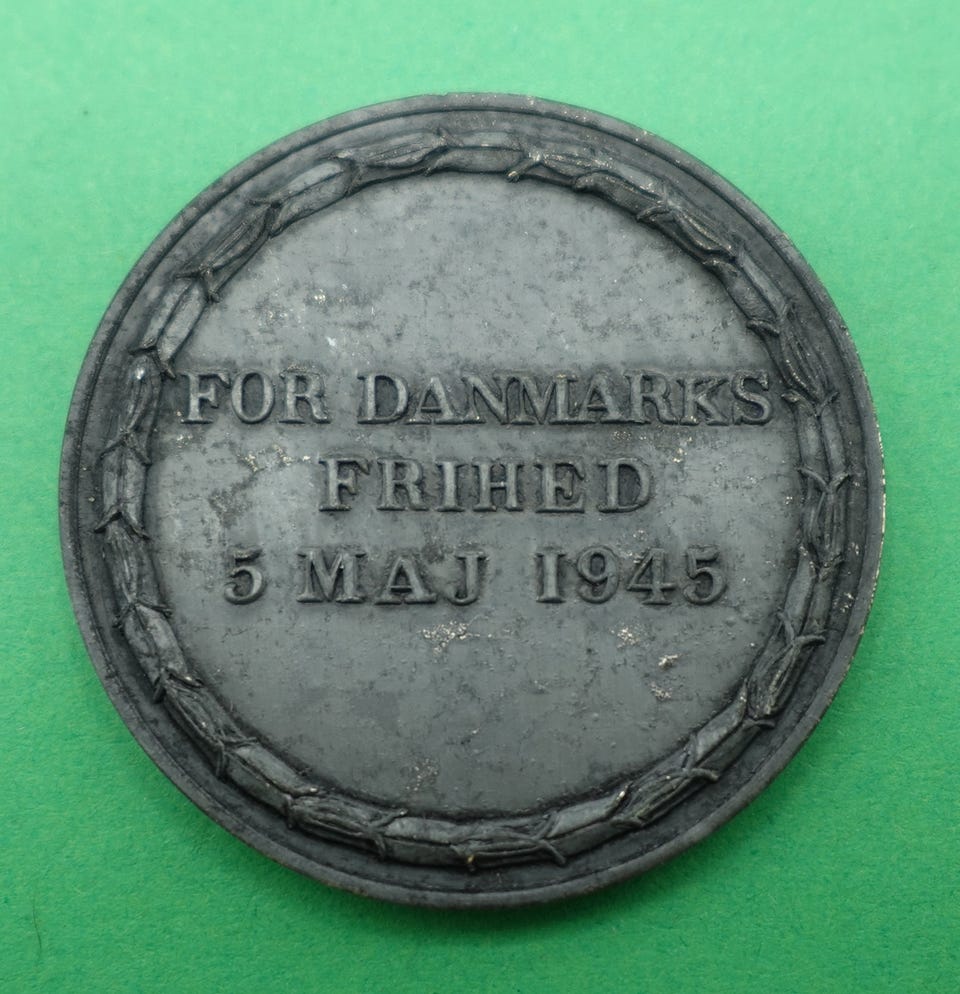 FOR DANMARKS
FRIHED
5 MAJ 1945